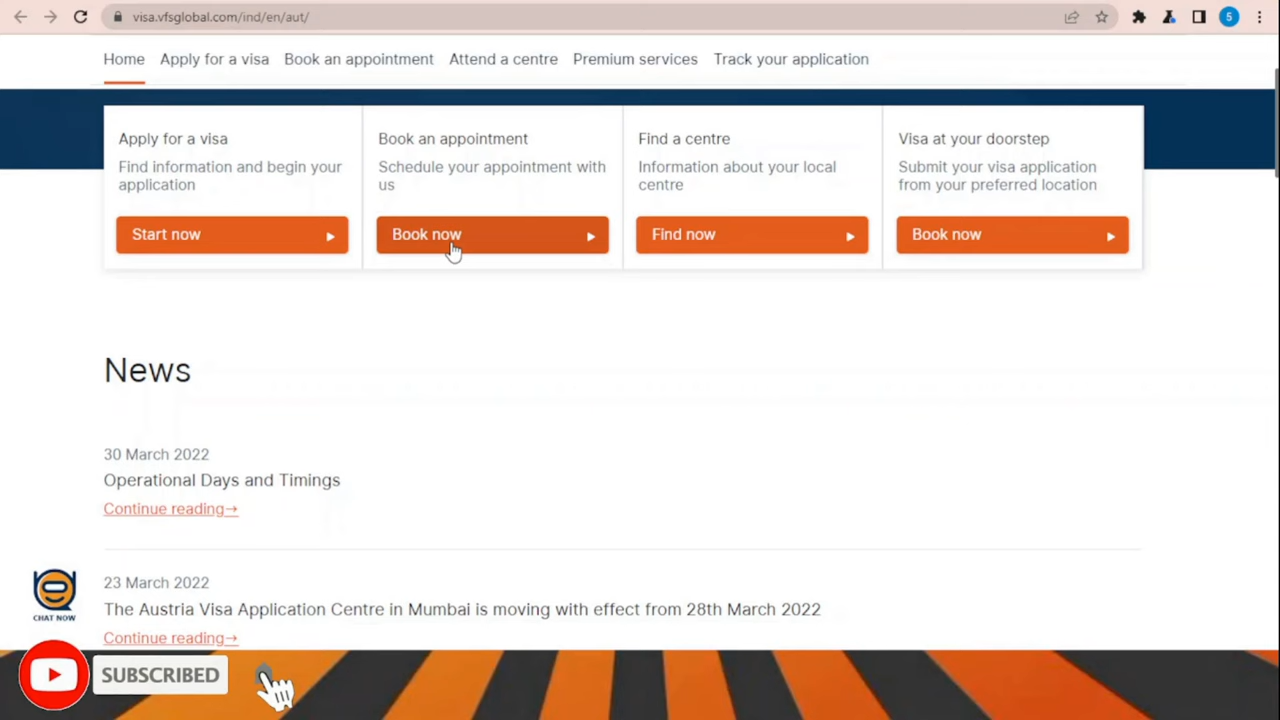 visa.vfsglobal.com/ind/en/aut/
5
Home Apply for a visa Book an appointment Attend a centre Premium services Track your application
Apply for a visa
Find information and begin your
application
Start now
Book an appointment
Schedule your appointment with
us
Book now
Find a centre
Information about your local
centre
Find now
Visa at your doorstep
Submit your visa application
from your preferred location
Book now
News
30 March 2022
Operational Days and Timings
Continue reading→
23 March 2022
The Austria Visa Application Centre in Mumbai is moving with effect from 28th March 2022
Continue reading→
CHAT NOW
SUBSCRIBED